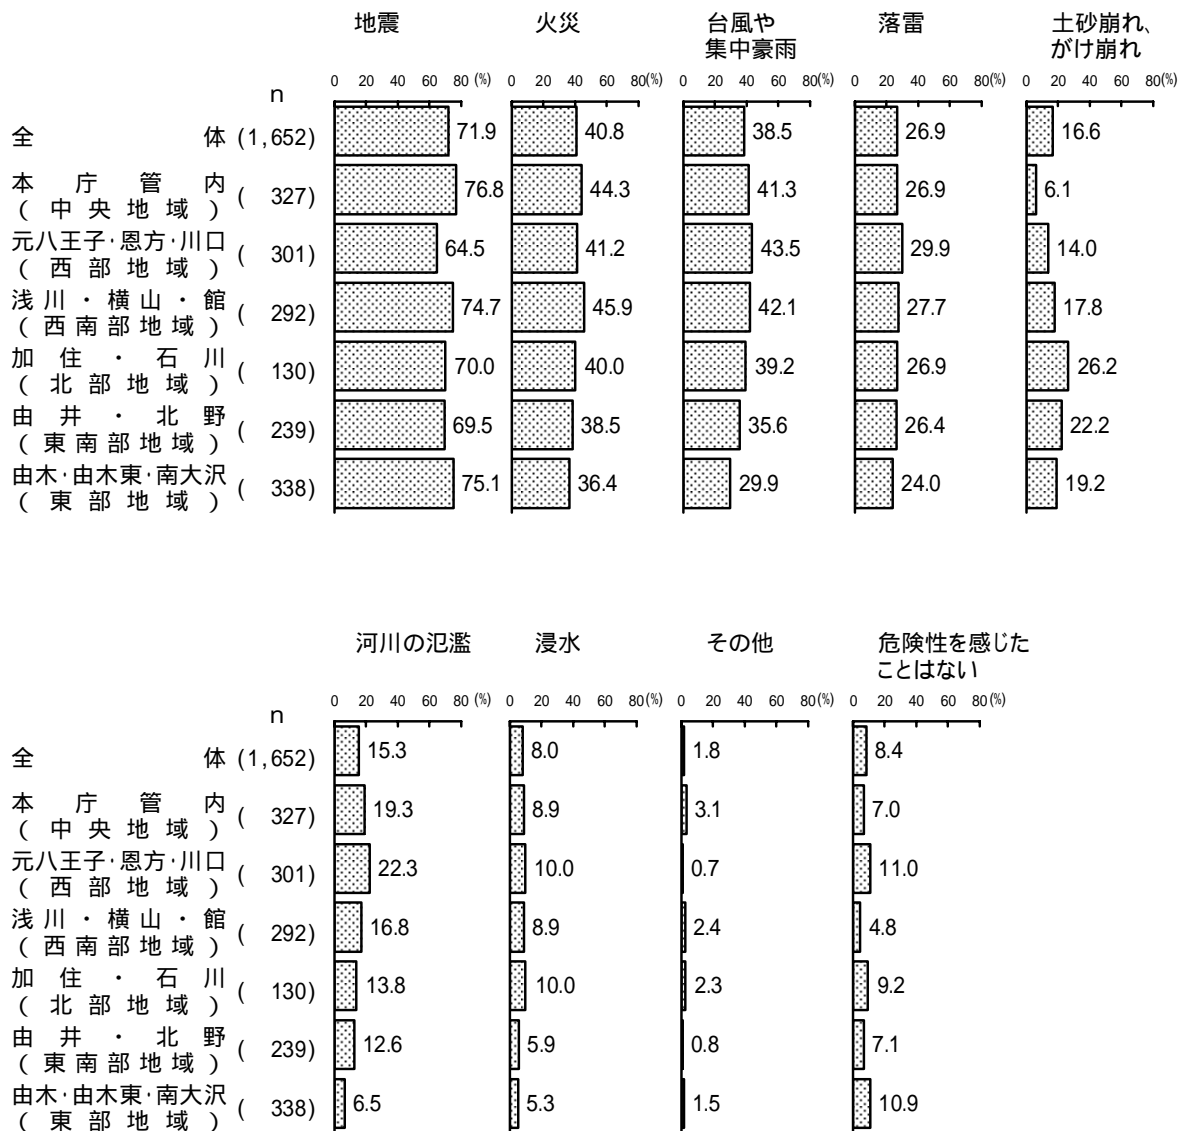 地震 火災 台風や 落雷 土砂崩れ、
集中豪雨 がけ崩れ
0 20 40 60 80(%) 0 20 40 60 80(%) 0 20 40 60 80(%) 0 20 40 60 80(%) 0 20 40 60 80(%)
n
全体 (1,652) 71.9 40.8 38.5 26.9 16.6
本庁管内
(中央地域) ( 327) 76.8 44.3 41.3 26.9 6.1
元八王子・恩方・川口
(西部地域) ( 301) 64.5 41.2 43.5 29.9 14.0
浅川・横山・館
(西南部地域) ( 292) 74.7 45.9 42.1 27.7 17.8
加住・石川
(北部地域) ( 130) 70.0 40.0 39.2 26.9 26.2
由井・北野
(東南部地域) ( 239) 69.5 38.5 35.6 26.4 22.2
由木・由木東・南大沢
(東部地域) ( 338) 75.1 36.4 29.9 24.0 19.2
河川の氾濫 浸水 その他 危険性を感じた
ことはない
0 20 40 60 80(%) 0 20 40 60 80(%) 0 20 40 60 80(%) 0 20 40 60 80(%)
n
全体 (1,652) 15.3 8.0 1.8 8.4
本庁管内
(中央地域) ( 327) 19.3 8.9 3.1 7.0
元八王子・恩方・川口
(西部地域) ( 301) 22.3 10.0 0.7 11.0
浅川・横山・館
(西南部地域) ( 292) 16.8 8.9 2.4 4.8
加住・石川
(北部地域) ( 130) 13.8 10.0 2.3 9.2
由井・北野
(東南部地域) ( 239) 12.6 5.9 0.8 7.1
由木・由木東・南大沢
(東部地域) ( 338) 6.5 5.3 1.5 10.9